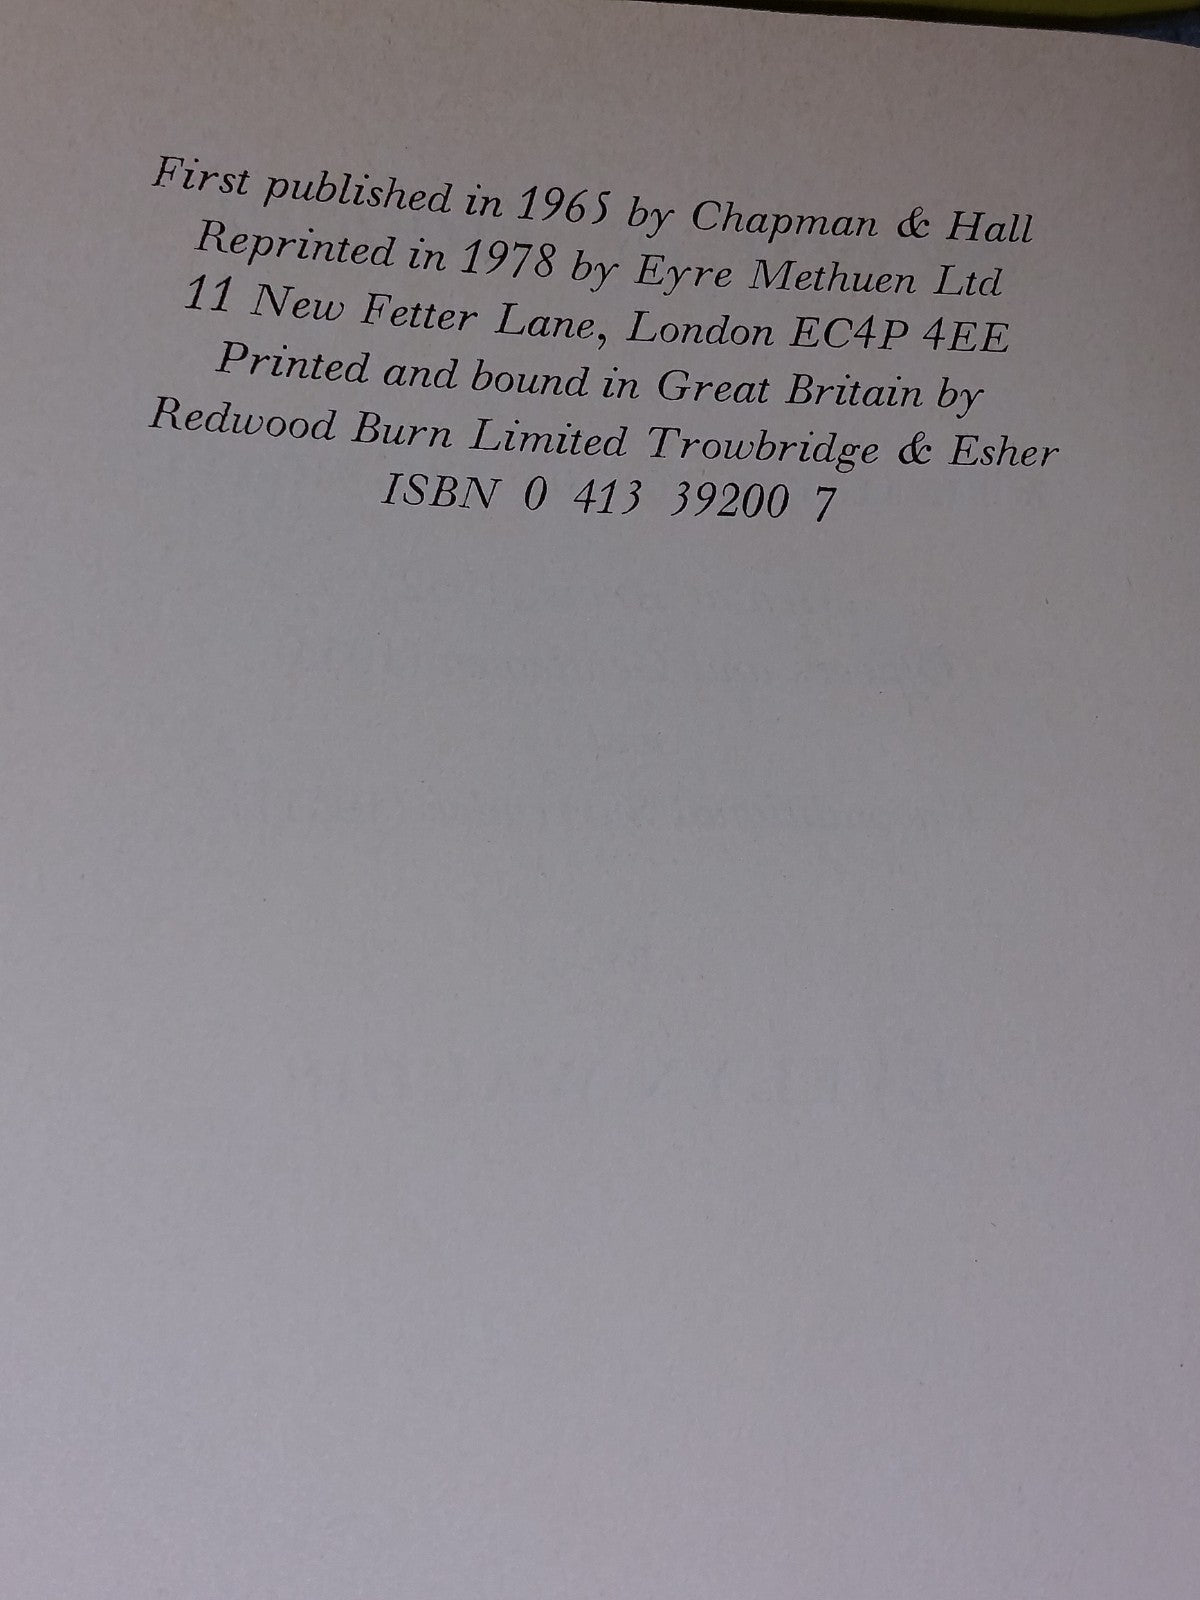 First published in 1965 by Chapman & Hall
Reprinted in 1978 by Eyre Methuen Ltd
11 New Fetter Lane, London EC4P 4EE
Printed and bound in Great Britain by
Redwood Burn Limited Trowbridge & Esher
ISBN 0 413 39200 7